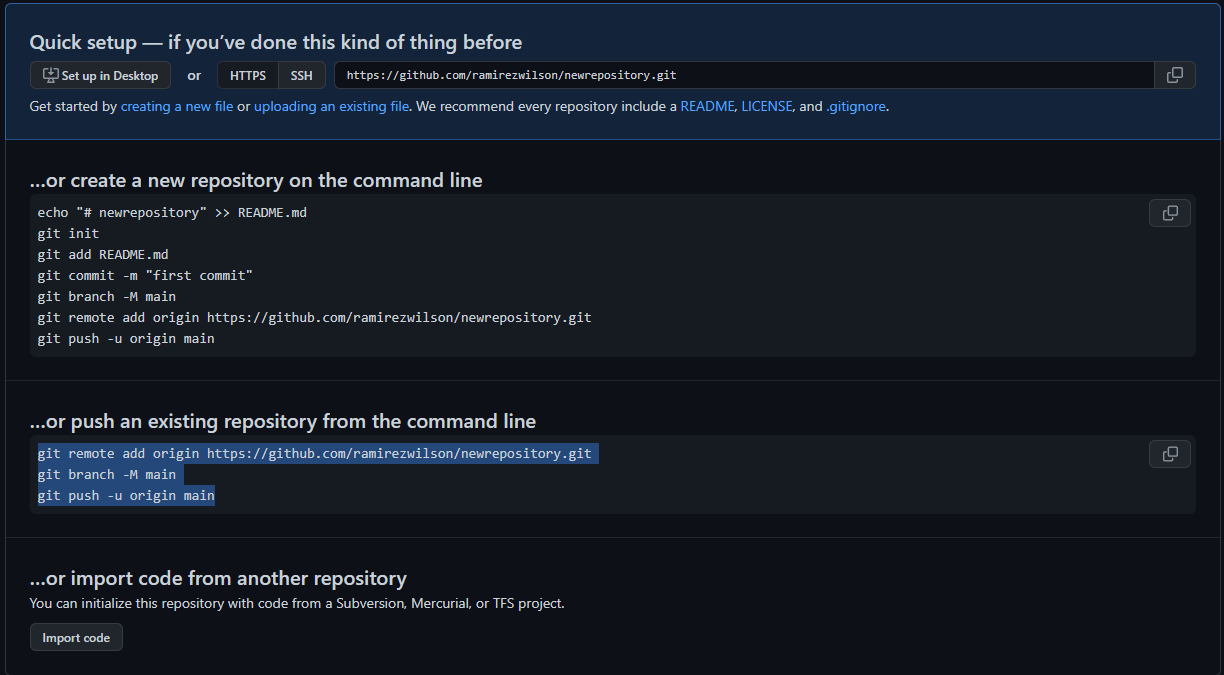 Quick setup — if you’ve done this kind of thing before
Set up in Desktop or HTTPS SSH https://github.com/ramirezwilson/newrepository.git
Get started by creating a new file or uploading an existing file. We recommend every repository include a README, LICENSE, and .gitignore.
…or create a new repository on the command line
echo "# newrepository" >> README.md
git init
git add README.md
git commit -m "first commit"
git branch -M main
git remote add origin https://github.com/ramirezwilson/newrepository.git
git push -u origin main
…or push an existing repository from the command line
git remote add origin https://github.com/ramirezwilson/newrepository.git
git branch -M main
git push -u origin main
…or import code from another repository
You can initialize this repository with code from a Subversion, Mercurial, or TFS project.
Import code